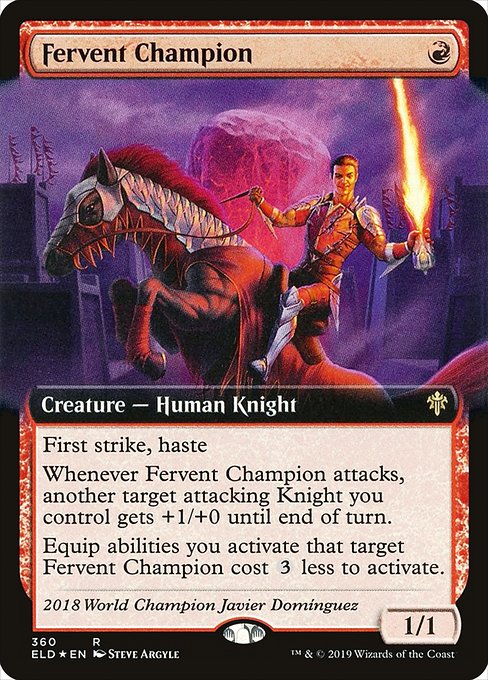 Fervent Champion
Creature — Human Knight
First strike, haste
Whenever Fervent Champion attacks,
another target attacking Knight you
control gets +1/+0 until end of turn.
Equip abilities you activate that target
Fervent Champion cost 3 less to activate.
2018 World Champion Javier Domínguez
1/1
360 R
ELD ★ EN Steve Argyle
™ & © 2019 Wizards of the Coast